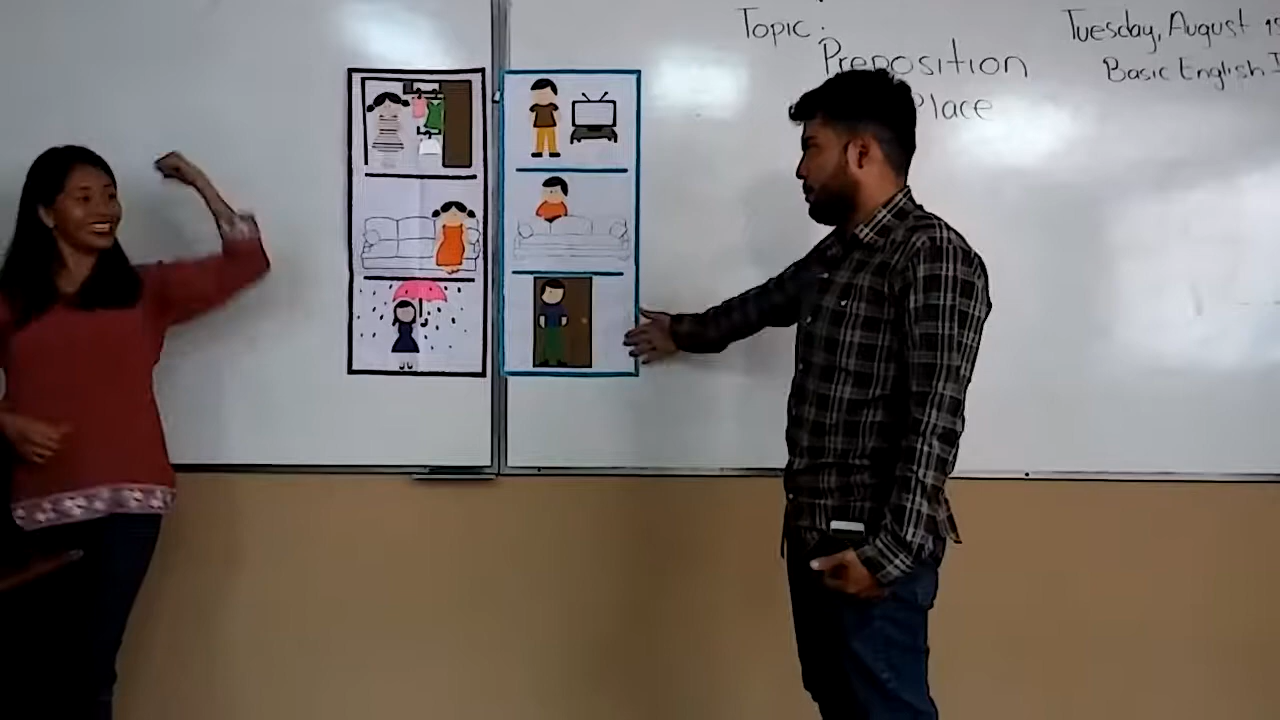 Topic:
Preposition
Place
Tuesday, August
Basic English I